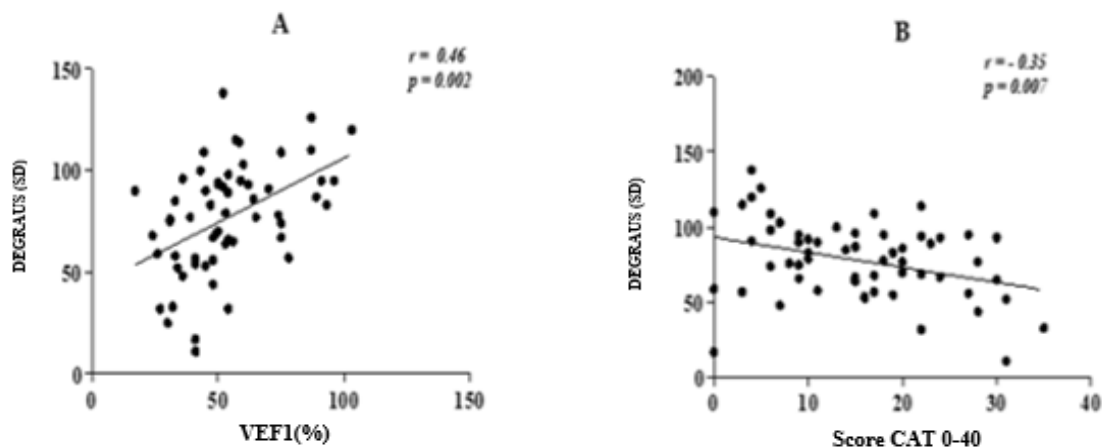 A
r = 0.46
p = 0.002
DEGRAUS (SD)
150
100
50
0
0 50 100 150
VEF1(%)
B
r = - 0.35
p = 0.007
DEGRAUS (SD)
200
150
100
50
0
0 10 20 30 40
Score CAT 0-40